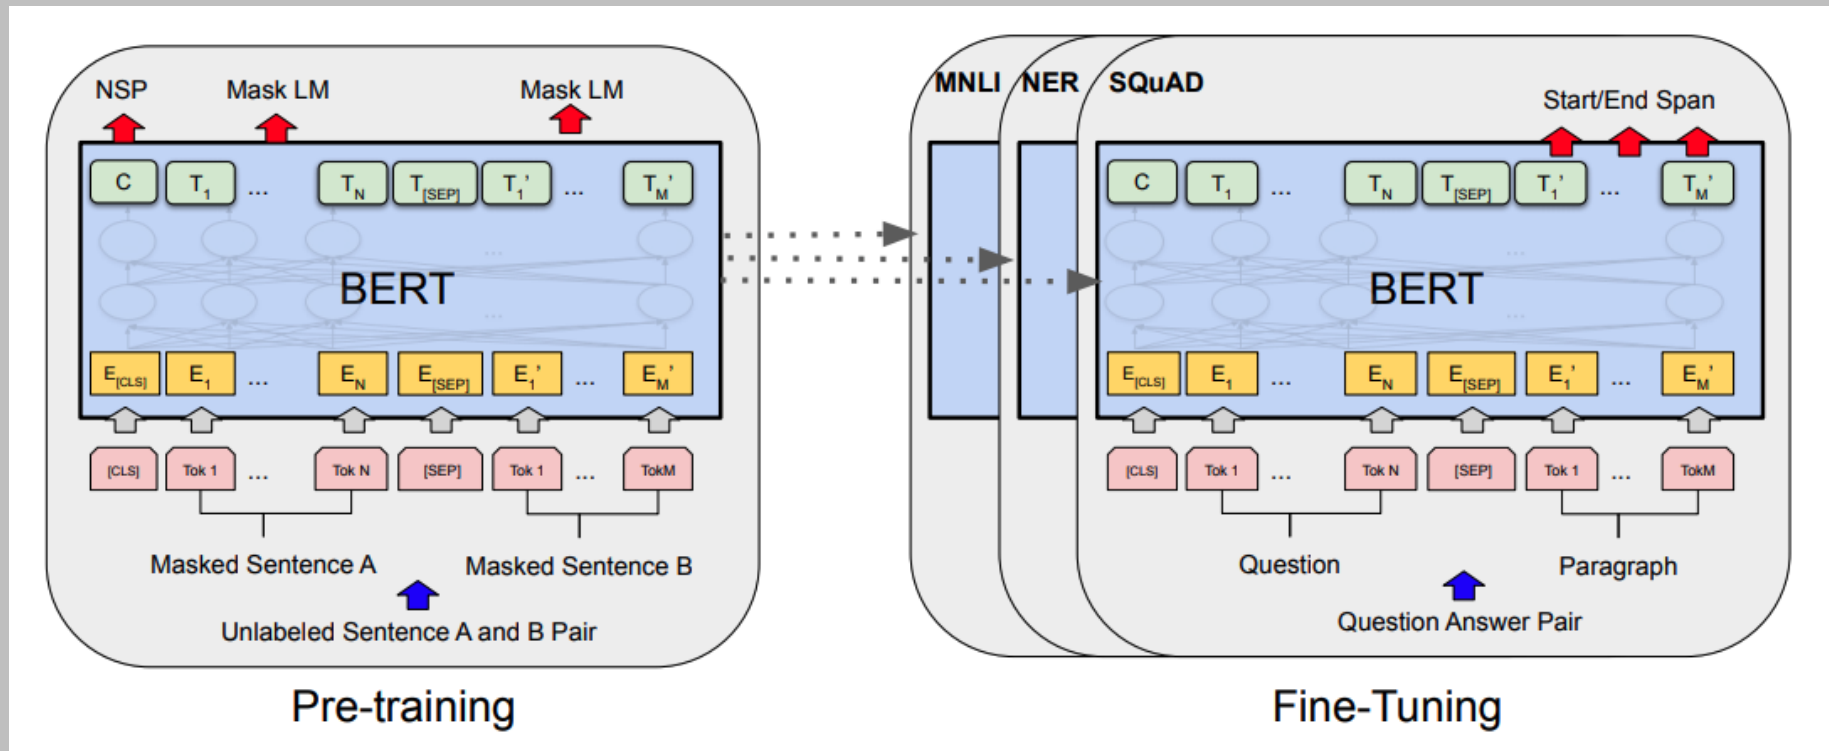 NSP Mask LM Mask LM
C T1 ... TN T[SEP] T1’ ... TM’
...
BERT
...
E[CLS] E1 ... EN E[SEP] E1’ ... EM’
[CLS] Tok 1 ... Tok N [SEP] Tok 1 ... TokM
Masked Sentence A Masked Sentence B
Unlabeled Sentence A and B Pair
Pre-training
MNLI NER SQuAD
Start/End Span
C T1 ... TN T[SEP] T1’ ... TM’
...
BERT
...
E[CLS] E1 ... EN E[SEP] E1’ ... EM’
[CLS] Tok 1 ... Tok N [SEP] Tok 1 ... TokM
Question Paragraph
Question Answer Pair
Fine-Tuning